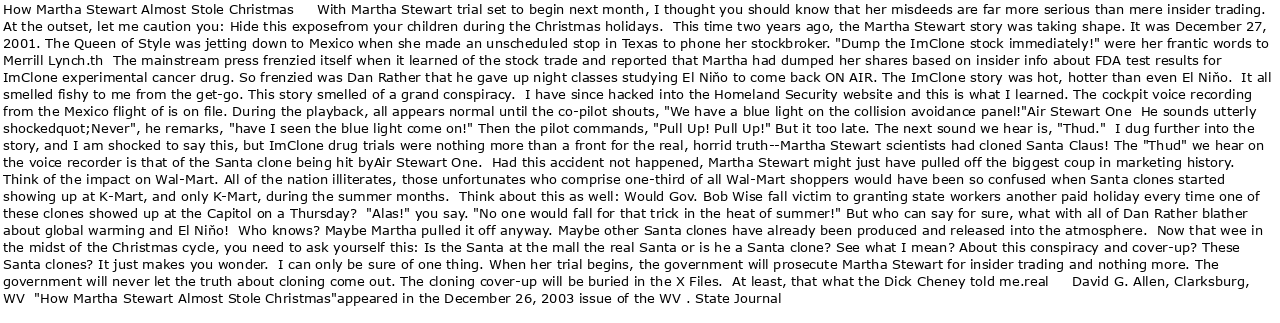 How Martha Stewart Almost Stole Christmas      With Martha Stewart trial set to begin next month, I thought you should know that her misdeeds are far more serious than mere insider trading.
At the outset, let me caution you: Hide this exposefrom your children during the Christmas holidays.  This time two years ago, the Martha Stewart story was taking shape. It was December 27,
2001. The Queen of Style was jetting down to Mexico when she made an unscheduled stop in Texas to phone her stockbroker. "Dump the ImClone stock immediately!" were her frantic words to
Merrill Lynch.th  The mainstream press frenzied itself when it learned of the stock trade and reported that Martha had dumped her shares based on insider info about FDA test results for
ImClone experimental cancer drug. So frenzied was Dan Rather that he gave up night classes studying El Niňo to come back ON AIR. The ImClone story was hot, hotter than even El Niňo.  It all
smelled fishy to me from the get-go. This story smelled of a grand conspiracy.  I have since hacked into the Homeland Security website and this is what I learned. The cockpit voice recording
from the Mexico flight of is on file. During the playback, all appears normal until the co-pilot shouts, "We have a blue light on the collision avoidance panel!"Air Stewart One  He sounds utterly
shockedquot;Never", he remarks, "have I seen the blue light come on!" Then the pilot commands, "Pull Up! Pull Up!" But it too late. The next sound we hear is, "Thud."  I dug further into the
story, and I am shocked to say this, but ImClone drug trials were nothing more than a front for the real, horrid truth--Martha Stewart scientists had cloned Santa Claus! The "Thud" we hear on
the voice recorder is that of the Santa clone being hit byAir Stewart One.  Had this accident not happened, Martha Stewart might just have pulled off the biggest coup in marketing history.
Think of the impact on Wal-Mart. All of the nation illiterates, those unfortunates who comprise one-third of all Wal-Mart shoppers would have been so confused when Santa clones started
showing up at K-Mart, and only K-Mart, during the summer months.  Think about this as well: Would Gov. Bob Wise fall victim to granting state workers another paid holiday every time one of
these clones showed up at the Capitol on a Thursday?  "Alas!" you say. "No one would fall for that trick in the heat of summer!" But who can say for sure, what with all of Dan Rather blather
about global warming and El Niňo!  Who knows? Maybe Martha pulled it off anyway. Maybe other Santa clones have already been produced and released into the atmosphere.  Now that wee in
the midst of the Christmas cycle, you need to ask yourself this: Is the Santa at the mall the real Santa or is he a Santa clone? See what I mean? About this conspiracy and cover-up? These
Santa clones? It just makes you wonder.  I can only be sure of one thing. When her trial begins, the government will prosecute Martha Stewart for insider trading and nothing more. The
government will never let the truth about cloning come out. The cloning cover-up will be buried in the X Files.  At least, that what the Dick Cheney told me.real      David G. Allen, Clarksburg,
WV  "How Martha Stewart Almost Stole Christmas"appeared in the December 26, 2003 issue of the WV . State Journal